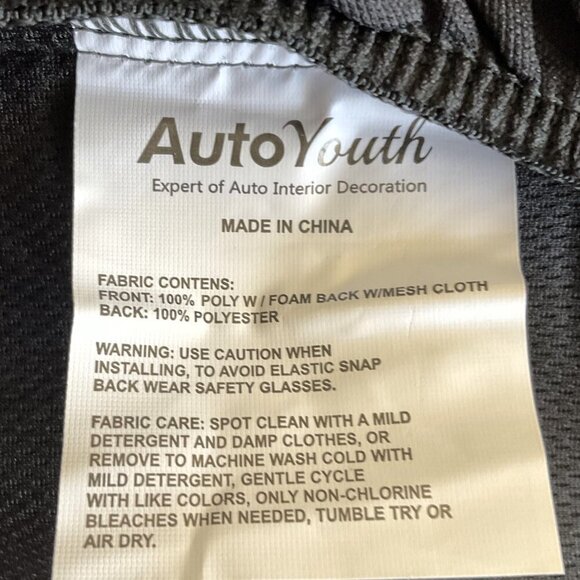 AutoYouth
Expert of Auto Interior Decoration
MADE IN CHINA
FABRIC CONTENS:
FRONT: 100% POLY W / FOAM BACK W/MESH CLOTH
BACK: 100% POLYESTER
WARNING: USE CAUTION WHEN
INSTALLING, TO AVOID ELASTIC SNAP
BACK WEAR SAFETY GLASSES.
FABRIC CARE: SPOT CLEAN WITH A MILD
DETERGENT AND DAMP CLOTHES, OR
REMOVE TO MACHINE WASH COLD WITH
MILD DETERGENT, GENTLE CYCLE
WITH LIKE COLORS, ONLY NON-CHLORINE
BLEACHES WHEN NEEDED, TUMBLE TRY OR
AIR DRY.